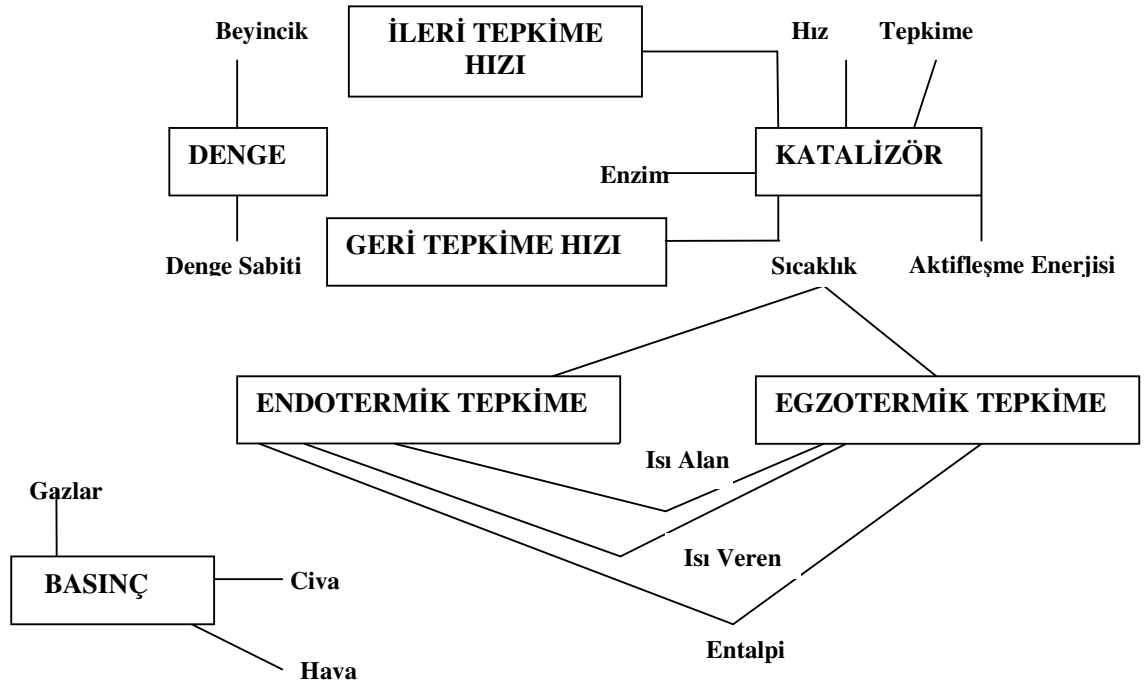 Beyincik
İLERİ TEPKİME
HIZI
Hız
Tepkime
DENGE
KATALİZÖR
Enzim
GERİ TEPKİME HIZI
Denge Sabiti
Sıcaklık
Aktifleşme Enerjisi
ENDOTERMİK TEPKİME
EGZOTERMİK TEPKİME
Isı Alan
Gazlar
Isı Veren
BASINÇ
Civa
Entalpi
Hava